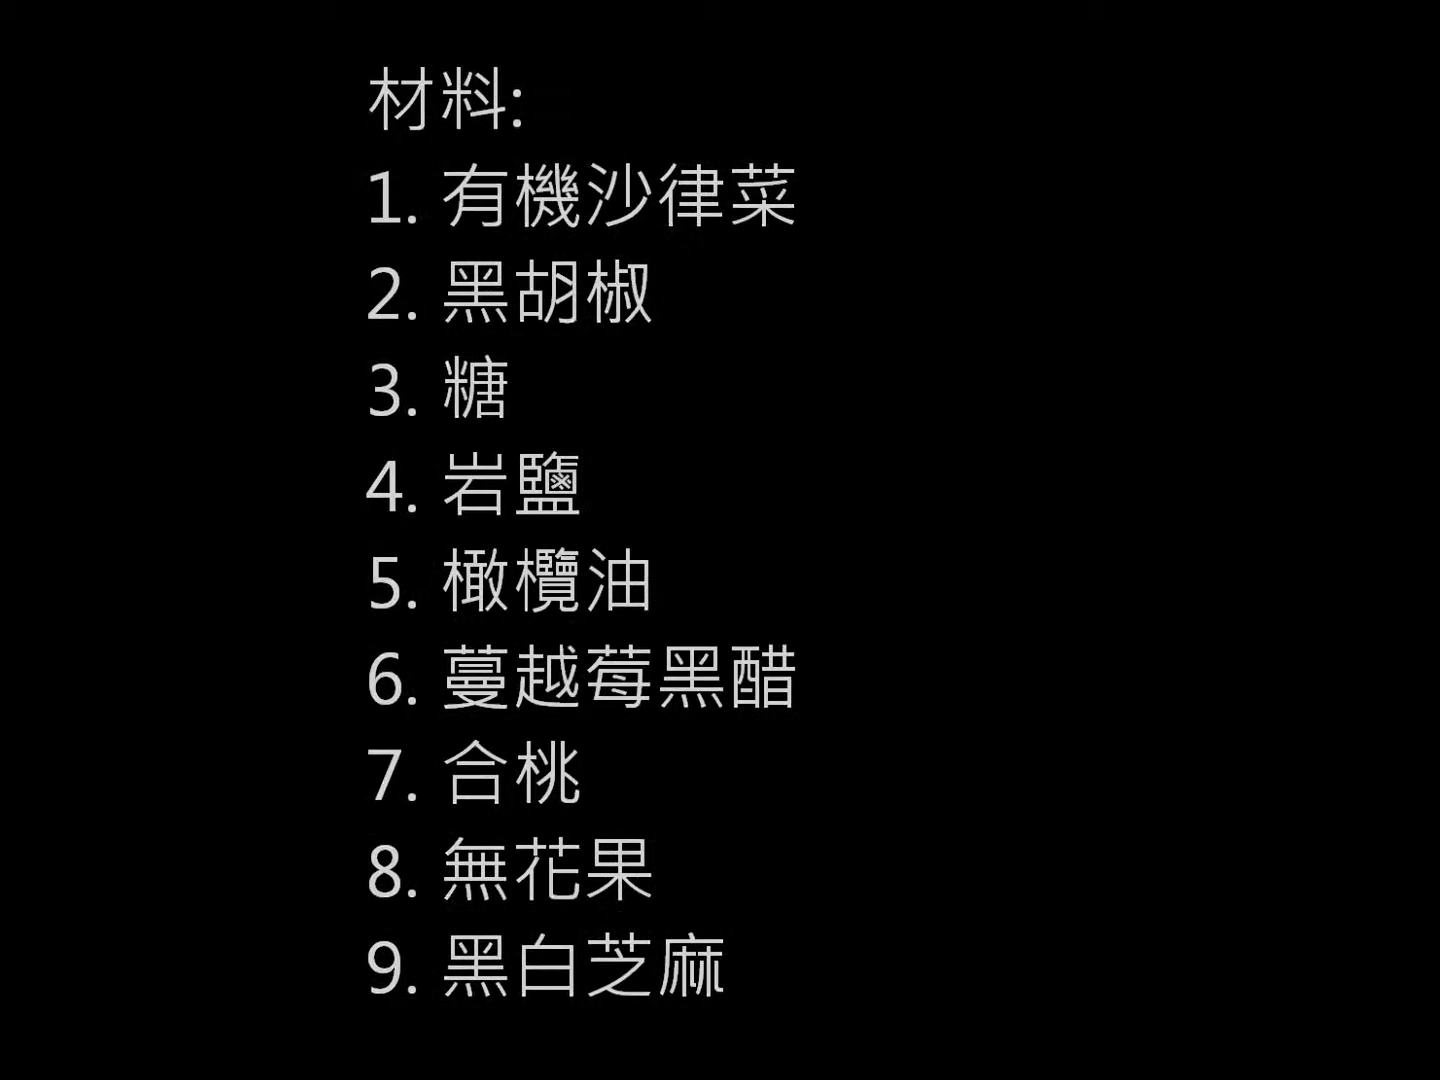 材料:
1. 有機沙律菜
2. 黑胡椒
3. 糖
4. 岩鹽
5. 橄欖油
6. 蔓越莓黑醋
7. 合桃
8. 無花果
9. 黑白芝麻